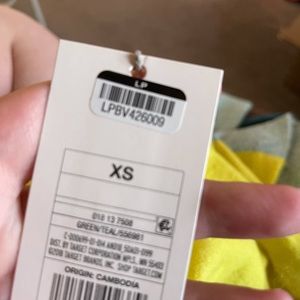 LP
LPBV426009
XS
018 13 7508
GREEN/TEAL/556981
DIST. BY TARGET CORPORATION MPLS, MN 55403
©2018 TARGET BRANDS, INC. SHOP TARGET.COM
ORIGIN: CAMBODIA